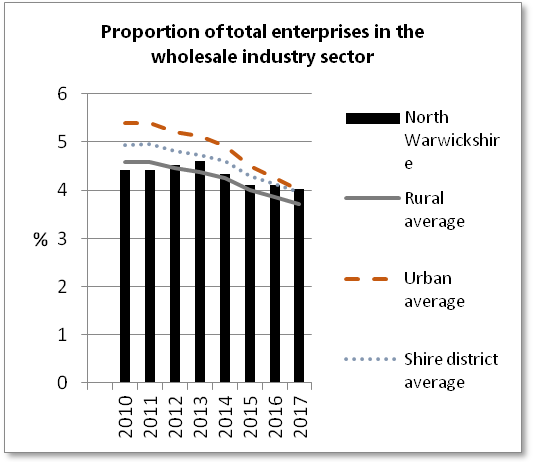 Proportion of total enterprises in the
wholesale industry sector
6
5
4
3
2
1
0
%
2010
2011
2012
2013
2014
2015
2016
2017
North
Warwickshir
e
Rural
average
Urban
average
Shire district
average